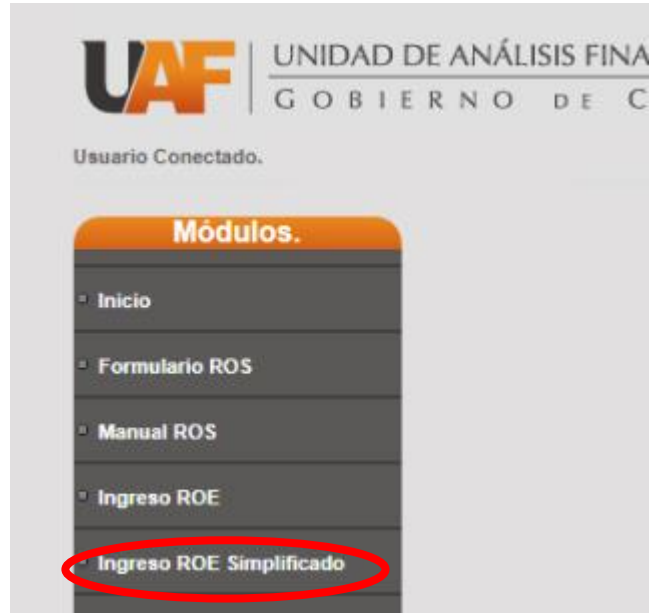 UAF
UNIDAD DE ANÁLISIS FINA
GOBIERNO DE C
Usuario Conectado.
Módulos.
Inicio
Formulario ROS
Manual ROS
Ingreso ROE
Ingreso ROE Simplificado